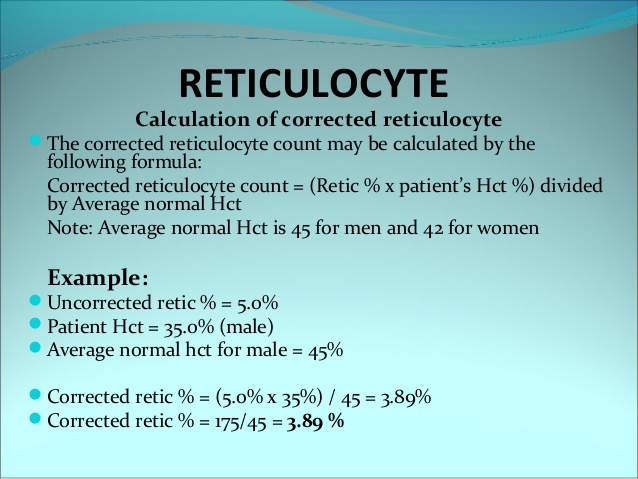 RETICULOCYTE
Calculation of corrected reticulocyte
The corrected reticulocyte count may be calculated by the
following formula:
Corrected reticulocyte count = (Retic % x patient’s Hct %) divided
by Average normal Hct
Note: Average normal Hct is 45 for men and 42 for women
Example:
Uncorrected retic % = 5.0%
Patient Hct = 35.0% (male)
Average normal hct for male = 45%
Corrected retic % = (5.0% x 35%) / 45 = 3.89%
Corrected retic % = 175/45 = 3.89 %